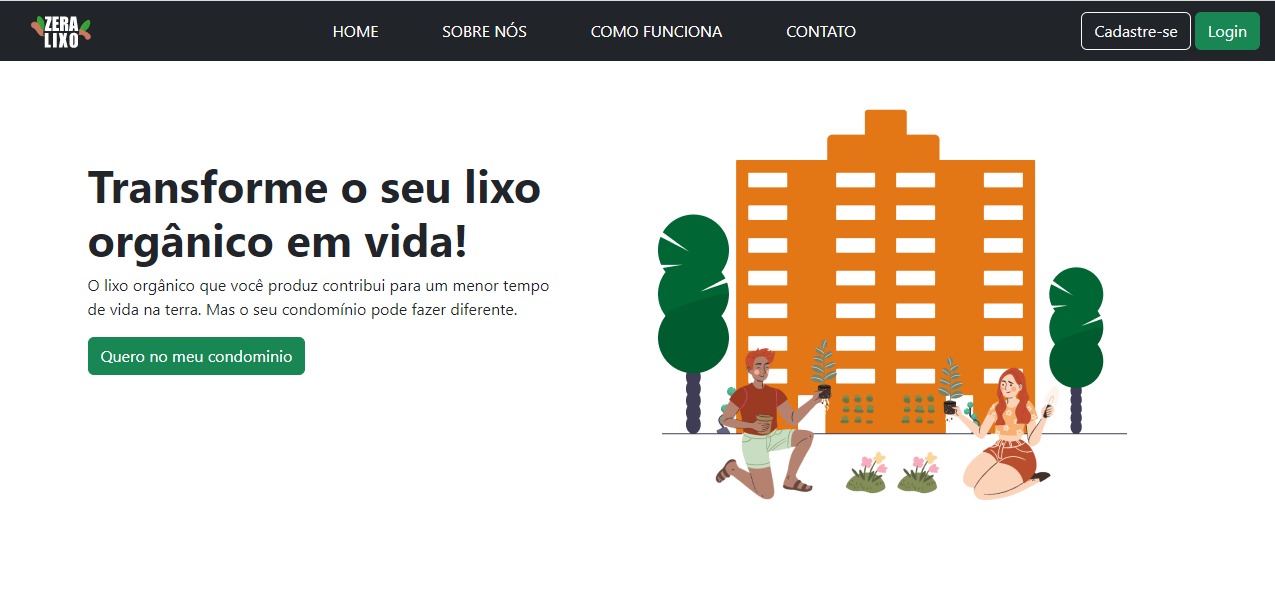 ZERA
LIXO
HOME
SOBRE NÓS
COMO FUNCIONA
CONTATO
Cadastre-se
Login
Transforme o seu lixo
orgânico em vida!
O lixo orgânico que você produz contribui para um menor tempo
de vida na terra. Mas o seu condomínio pode fazer diferente.
Quero no meu condominio